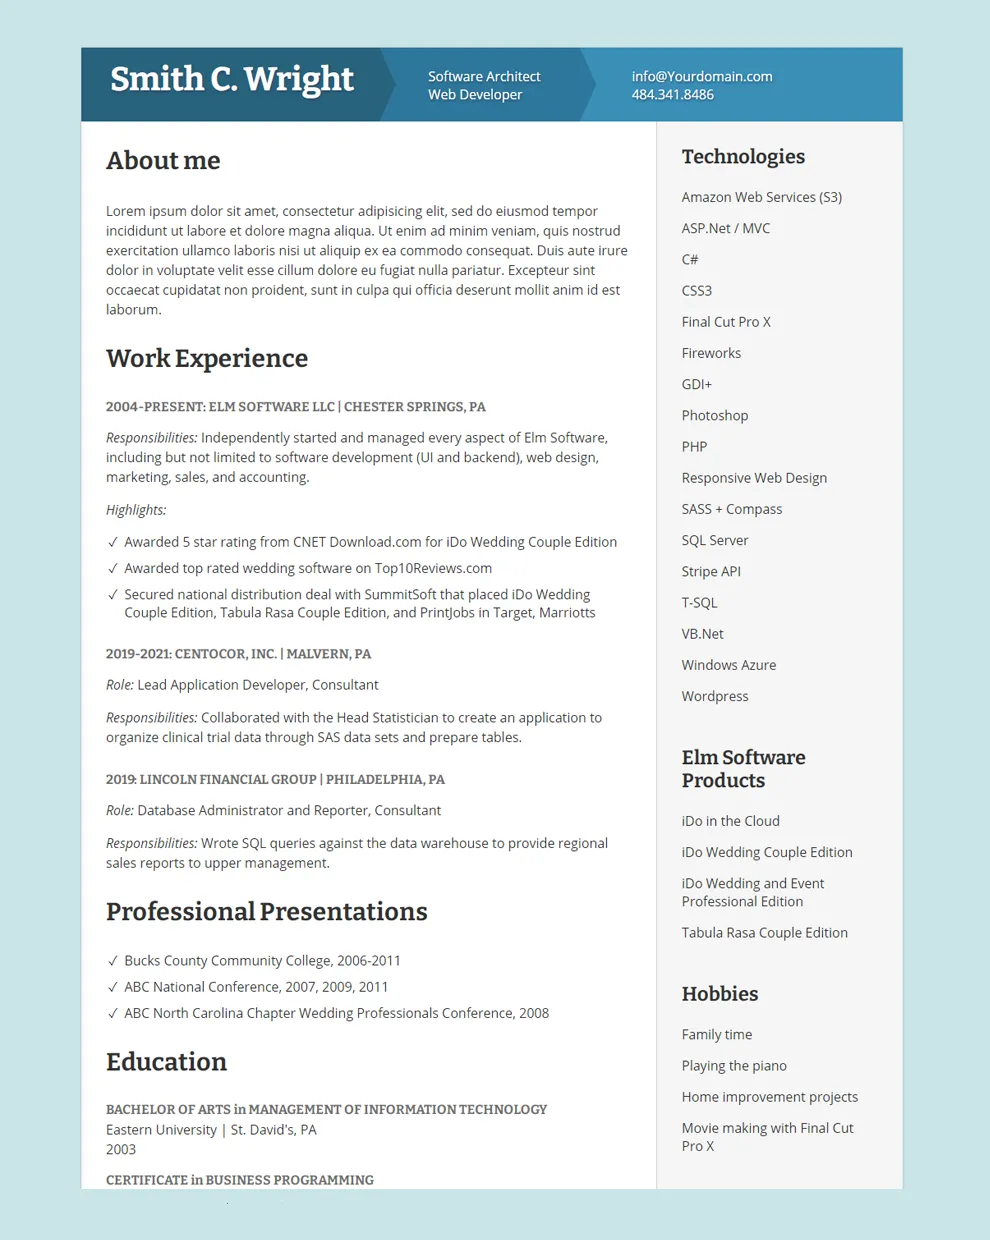 Smith C. Wright
Software Architect
Web Developer
info@Yourdomain.com
484.341.8486
About me
Lorem ipsum dolor sit amet, consectetur adipisicing elit, sed do eiusmod tempor
incididunt ut labore et dolore magna aliqua. Ut enim ad minim veniam, quis nostrud
exercitation ullamco laboris nisi ut aliquip ex ea commodo consequat. Duis aute irure
dolor in voluptate velit esse cillum dolore eu fugiat nulla pariatur. Excepteur sint
occaecat cupidatat non proident, sunt in culpa qui officia deserunt mollit anim id est
laborum.
Work Experience
2004-PRESENT: ELM SOFTWARE LLC | CHESTER SPRINGS, PA
Responsibilities: Independently started and managed every aspect of Elm Software,
including but not limited to software development (UI and backend), web design,
marketing, sales, and accounting.
Highlights:
✓ Awarded 5 star rating from CNET Download.com for iDo Wedding Couple Edition
✓ Awarded top rated wedding software on Top10Reviews.com
✓ Secured national distribution deal with SummitSoft that placed iDo Wedding
Couple Edition, Tabula Rasa Couple Edition, and PrintJobs in Target, Marriotts
2019-2021: CENTOCOR, INC. | MALVERN, PA
Role: Lead Application Developer, Consultant
Responsibilities: Collaborated with the Head Statistician to create an application to
organize clinical trial data through SAS data sets and prepare tables.
2019: LINCOLN FINANCIAL GROUP | PHILADELPHIA, PA
Role: Database Administrator and Reporter, Consultant
Responsibilities: Wrote SQL queries against the data warehouse to provide regional
sales reports to upper management.
Professional Presentations
✓ Bucks County Community College, 2006-2011
✓ ABC National Conference, 2007, 2009, 2011
✓ ABC North Carolina Chapter Wedding Professionals Conference, 2008
Education
BACHELOR OF ARTS in MANAGEMENT OF INFORMATION TECHNOLOGY
Eastern University | St. David's, PA
2003
CERTIFICATE in BUSINESS PROGRAMMING
Technologies
Amazon Web Services (S3)
ASP.Net / MVC
C#
CSS3
Final Cut Pro X
Fireworks
GDI+
Photoshop
PHP
Responsive Web Design
SASS + Compass
SQL Server
Stripe API
T-SQL
VB.Net
Windows Azure
Wordpress
Elm Software
Products
iDo in the Cloud
iDo Wedding Couple Edition
iDo Wedding and Event
Professional Edition
Tabula Rasa Couple Edition
Hobbies
Family time
Playing the piano
Home improvement projects
Movie making with Final Cut
Pro X